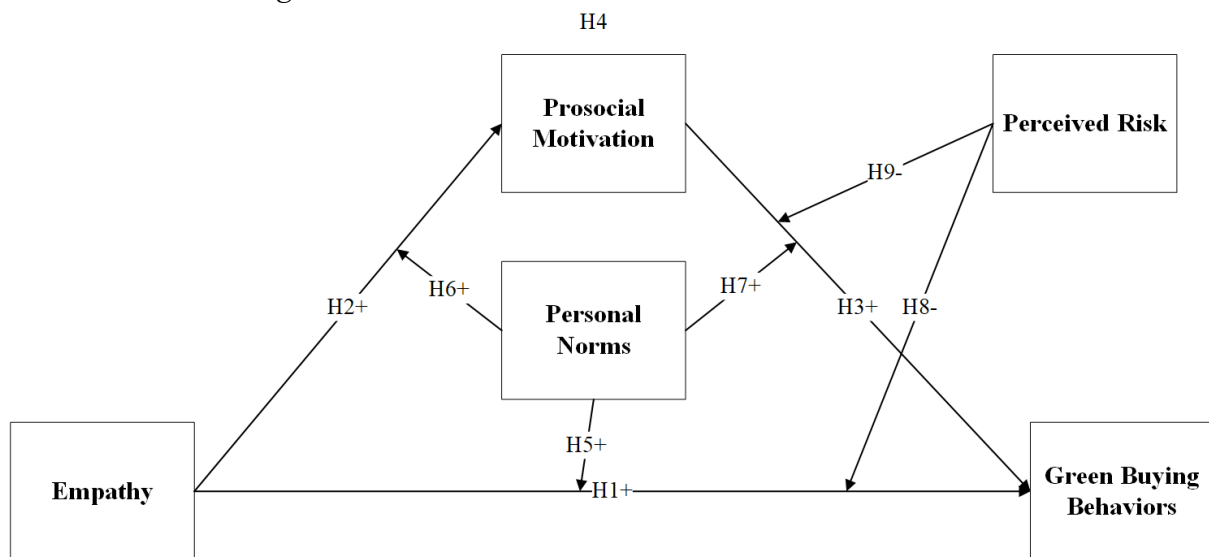 H4
Prosocial
Motivation
Perceived Risk
H9-
H6+
H7+
H2+
Personal
Norms
H3+
H8-
H5+
Empathy
H1+
Green Buying
Behaviors